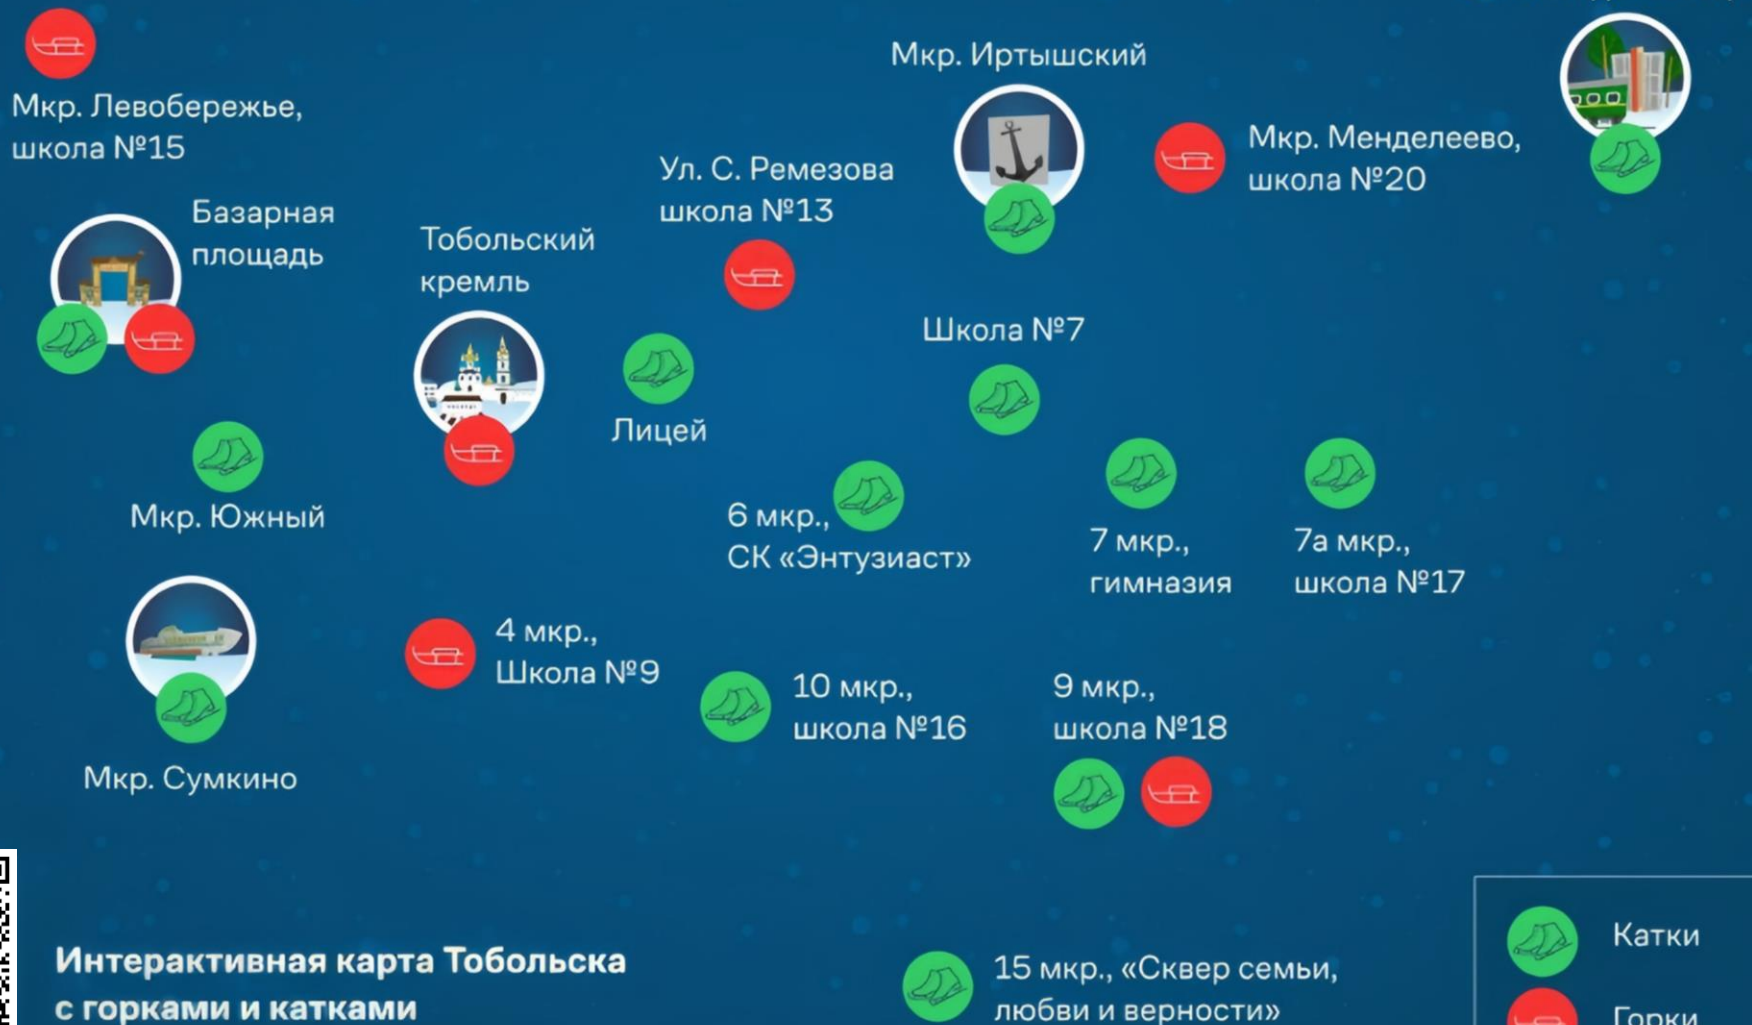 Мкр. Иртышский
Мкр. Левобережье,
школа №15
Мкр. Менделеево,
школа №20
Ул. С. Ремезова
школа №13
Базарная
площадь
Тобольский
кремль
Школа №7
Лицей
Мкр. Южный
6 мкр.,
СК «Энтузиаст»
7 мкр.,
гимназия
7а мкр.,
школа №17
4 мкр.,
Школа №9
10 мкр.,
школа №16
9 мкр.,
школа №18
Мкр. Сумкино
Интерактивная карта Тобольска
с горками и катками
15 мкр., «Сквер семьи,
любви и верности»
Катки
Горки